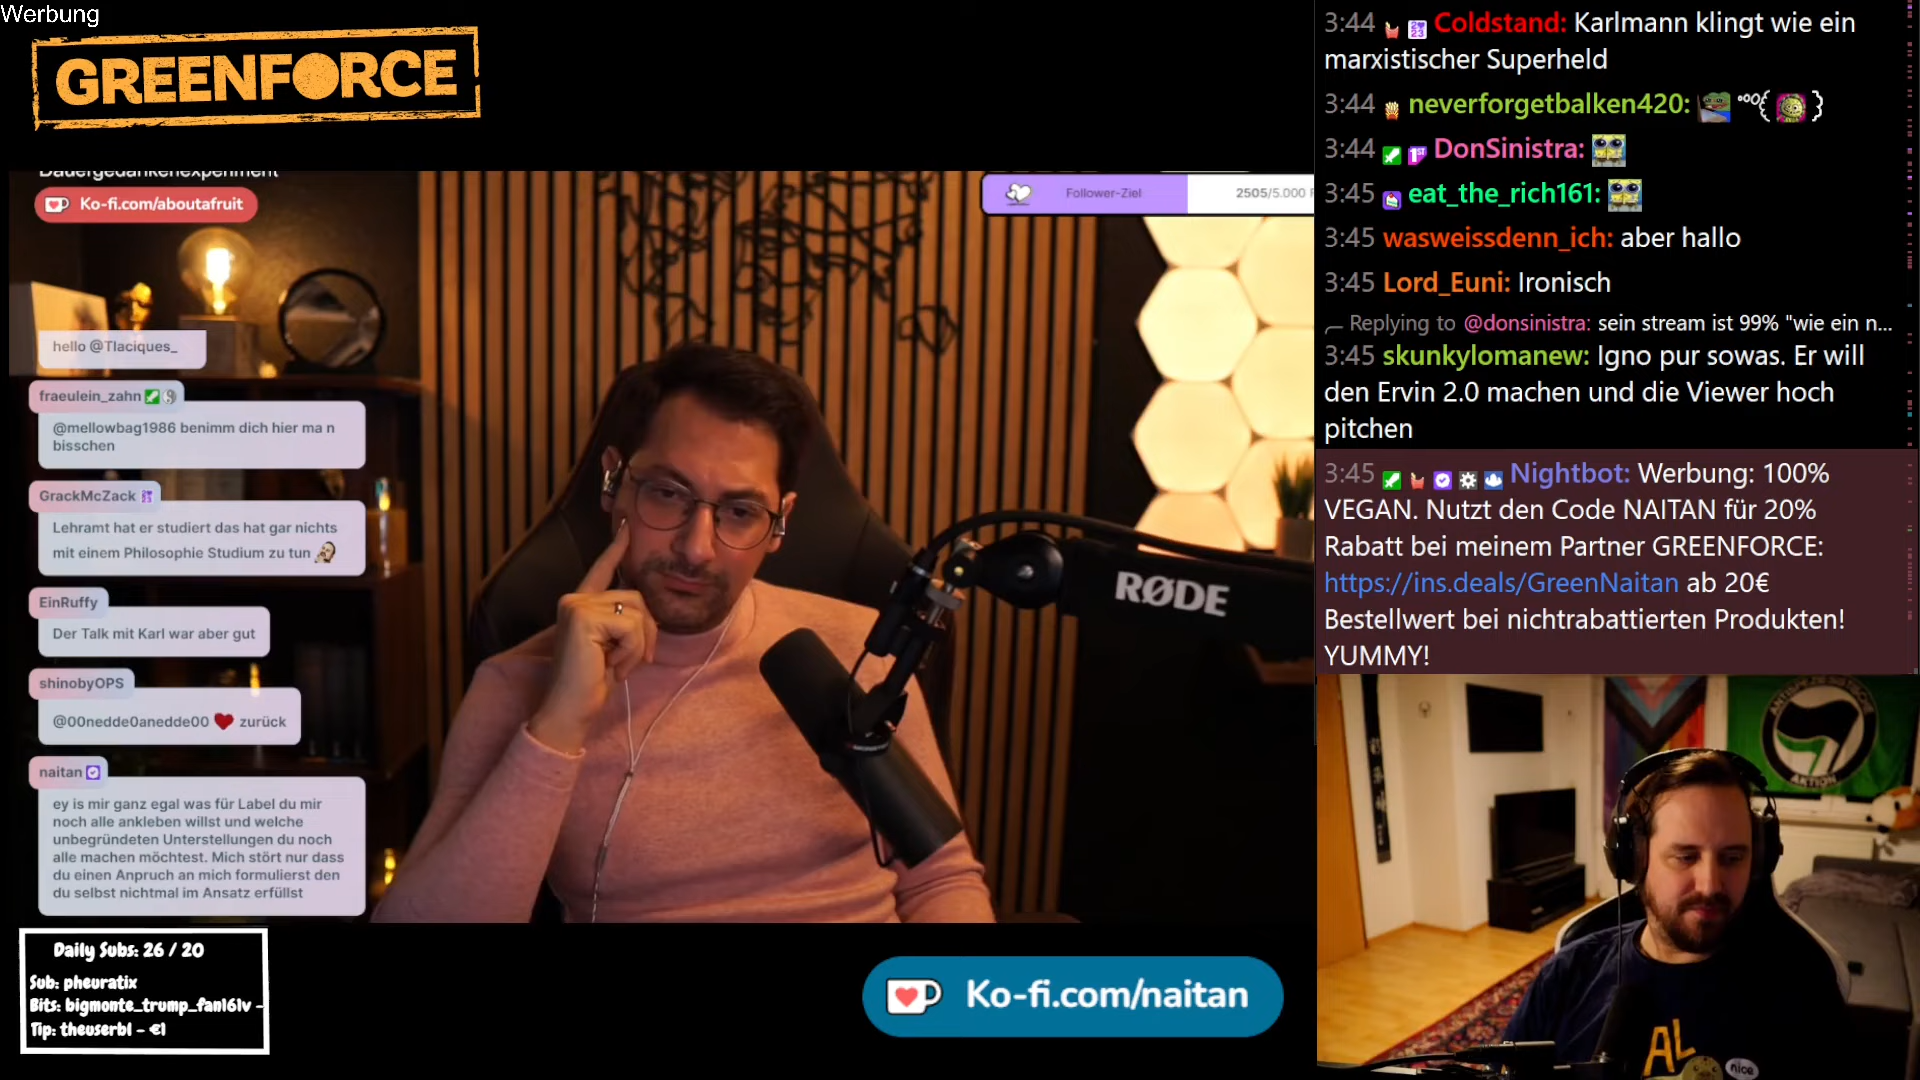 Werbung
GREENFORCE
Dauergedankenexperiment
Ko-fi.com/aboutafruit
Follower-Ziel
2505/5.000
hello @Tlaciques_
fraeulein_zahn
@mellowbag1986 benimm dich hier ma n
bisschen
GrackMcZack
Lehramt hat er studiert das hat gar nichts
mit einem Philosophie Studium zu tun
EinRuffy
Der Talk mit Karl war aber gut
shinobyOPS
@00nedde0anedde00 ❤ zurück
naitan
ey is mir ganz egal was für Label du mir
noch alle ankleben willst und welche
unbegründeten Unterstellungen du noch
alle machen möchtest. Mich stört nur dass
du einen Anpruch an mich formulierst den
du selbst nichtmal im Ansatz erfüllst
RØDE
Daily Subs: 26 / 20
Sub: pheuratix
Bits: bigmonte_trump_fan161v -
Tip: theuserbl - €1
Ko-fi.com/naitan
3:44 Coldstand: Karlmann klingt wie ein
marxistischer Superheld
3:44 neverforgetbalken420:
3:44 DonSinistra:
3:45 eat_the_rich161:
3:45 wasweissdenn_ich: aber hallo
3:45 Lord_Euni: Ironisch
Replying to @donsinistra: sein stream ist 99% "wie ein n...
3:45 skunkylomanew: Igno pur sowas. Er will
den Ervin 2.0 machen und die Viewer hoch
pitchen
3:45 Nightbot: Werbung: 100%
VEGAN. Nutzt den Code NAITAN für 20%
Rabatt bei meinem Partner GREENFORCE:
https://ins.deals/GreenNaitan ab 20€
Bestellwert bei nichtrabattierten Produkten!
YUMMY!
ANTISPEZIESISTISCHE
AKTION
AL
nice